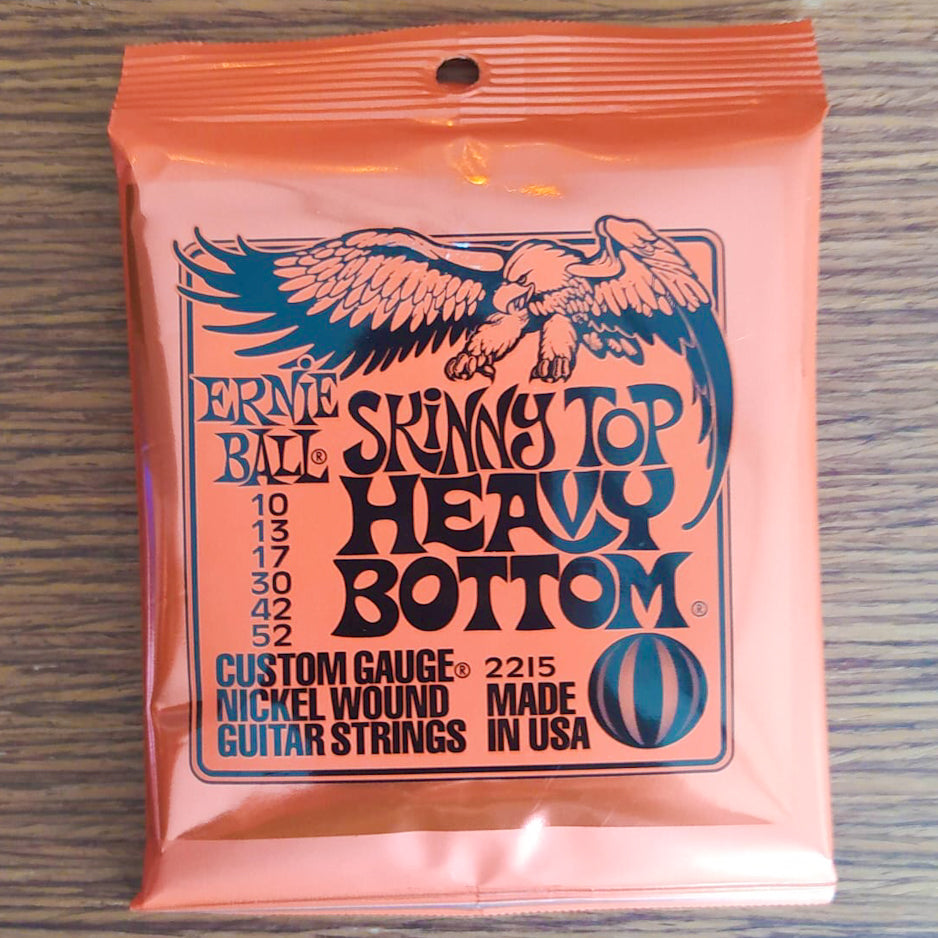 ERNIE
BALL®
SKINNY TOP
HEAVY
BOTTOM®
10
13
17
30
42
52
CUSTOM GAUGE®
NICKEL WOUND
GUITAR STRINGS
2215
MADE
IN USA